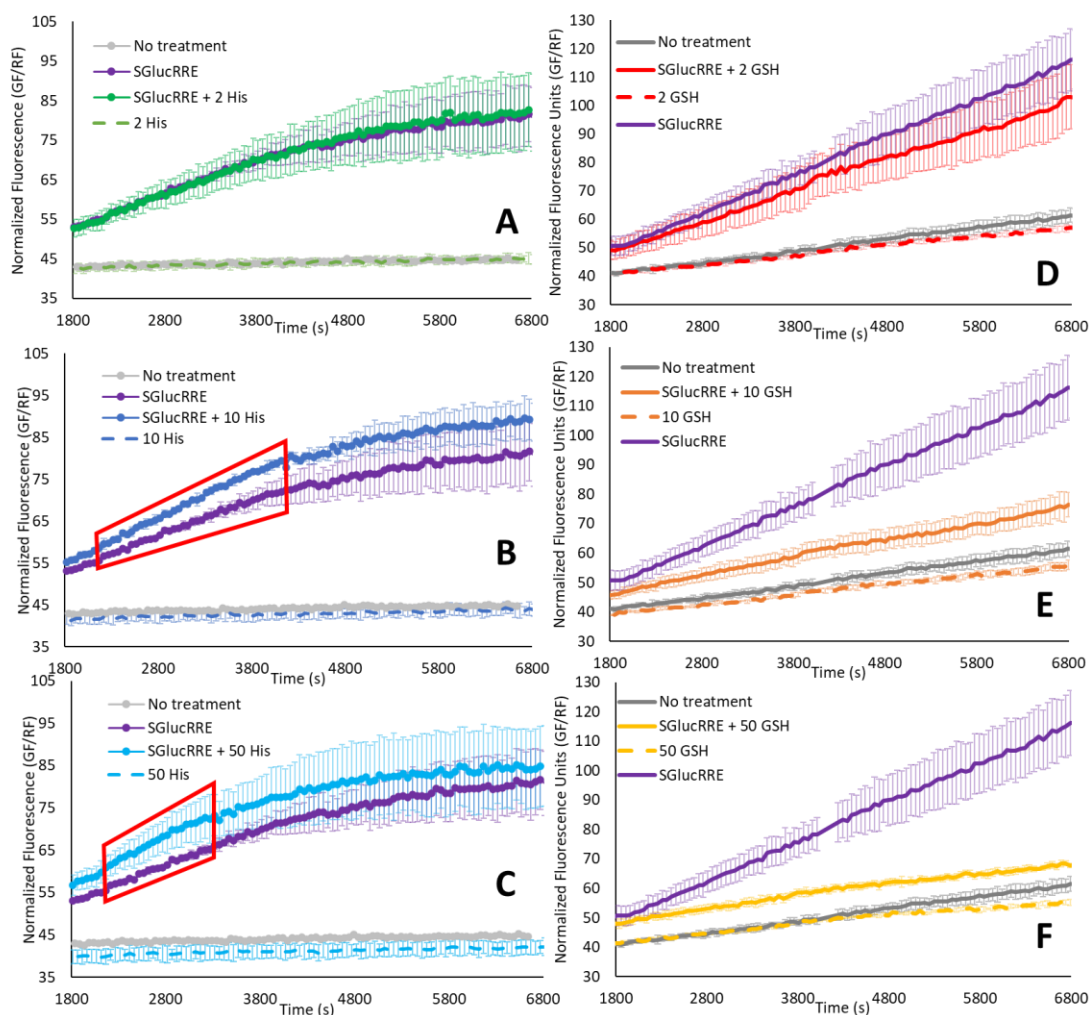 Normalized Fluorescence (GF/RF)
105
95
85
75
65
55
45
35
No treatment
SGlucRRE
SGlucRRE + 2 His
2 His
A
1800
2800
3800
4800
5800
6800
Time (s)
Normalized Fluorescence Units (GF/RF)
130
120
110
100
90
80
70
60
50
40
30
No treatment
SGlucRRE + 2 GSH
2 GSH
SGlucRRE
D
1800
2800
3800
4800
5800
6800
Time (s)
Normalized Fluorescence (GF/RF)
105
95
85
75
65
55
45
35
No treatment
SGlucRRE
SGlucRRE + 10 His
10 His
B
1800
2800
3800
4800
5800
6800
Time (s)
Normalized Fluorescence Units (GF/RF)
130
120
110
100
90
80
70
60
50
40
30
No treatment
SGlucRRE + 10 GSH
10 GSH
SGlucRRE
E
1800
2800
3800
4800
5800
6800
Time (s)
Normalized Fluorescence (GF/RF)
105
95
85
75
65
55
45
35
No treatment
SGlucRRE
SGlucRRE + 50 His
50 His
C
1800
2800
3800
4800
5800
6800
Time (s)
Normalized Fluorescence Units (GF/RF)
130
120
110
100
90
80
70
60
50
40
30
No treatment
SGlucRRE + 50 GSH
50 GSH
SGlucRRE
F
1800
2800
3800
4800
5800
6800
Time (s)